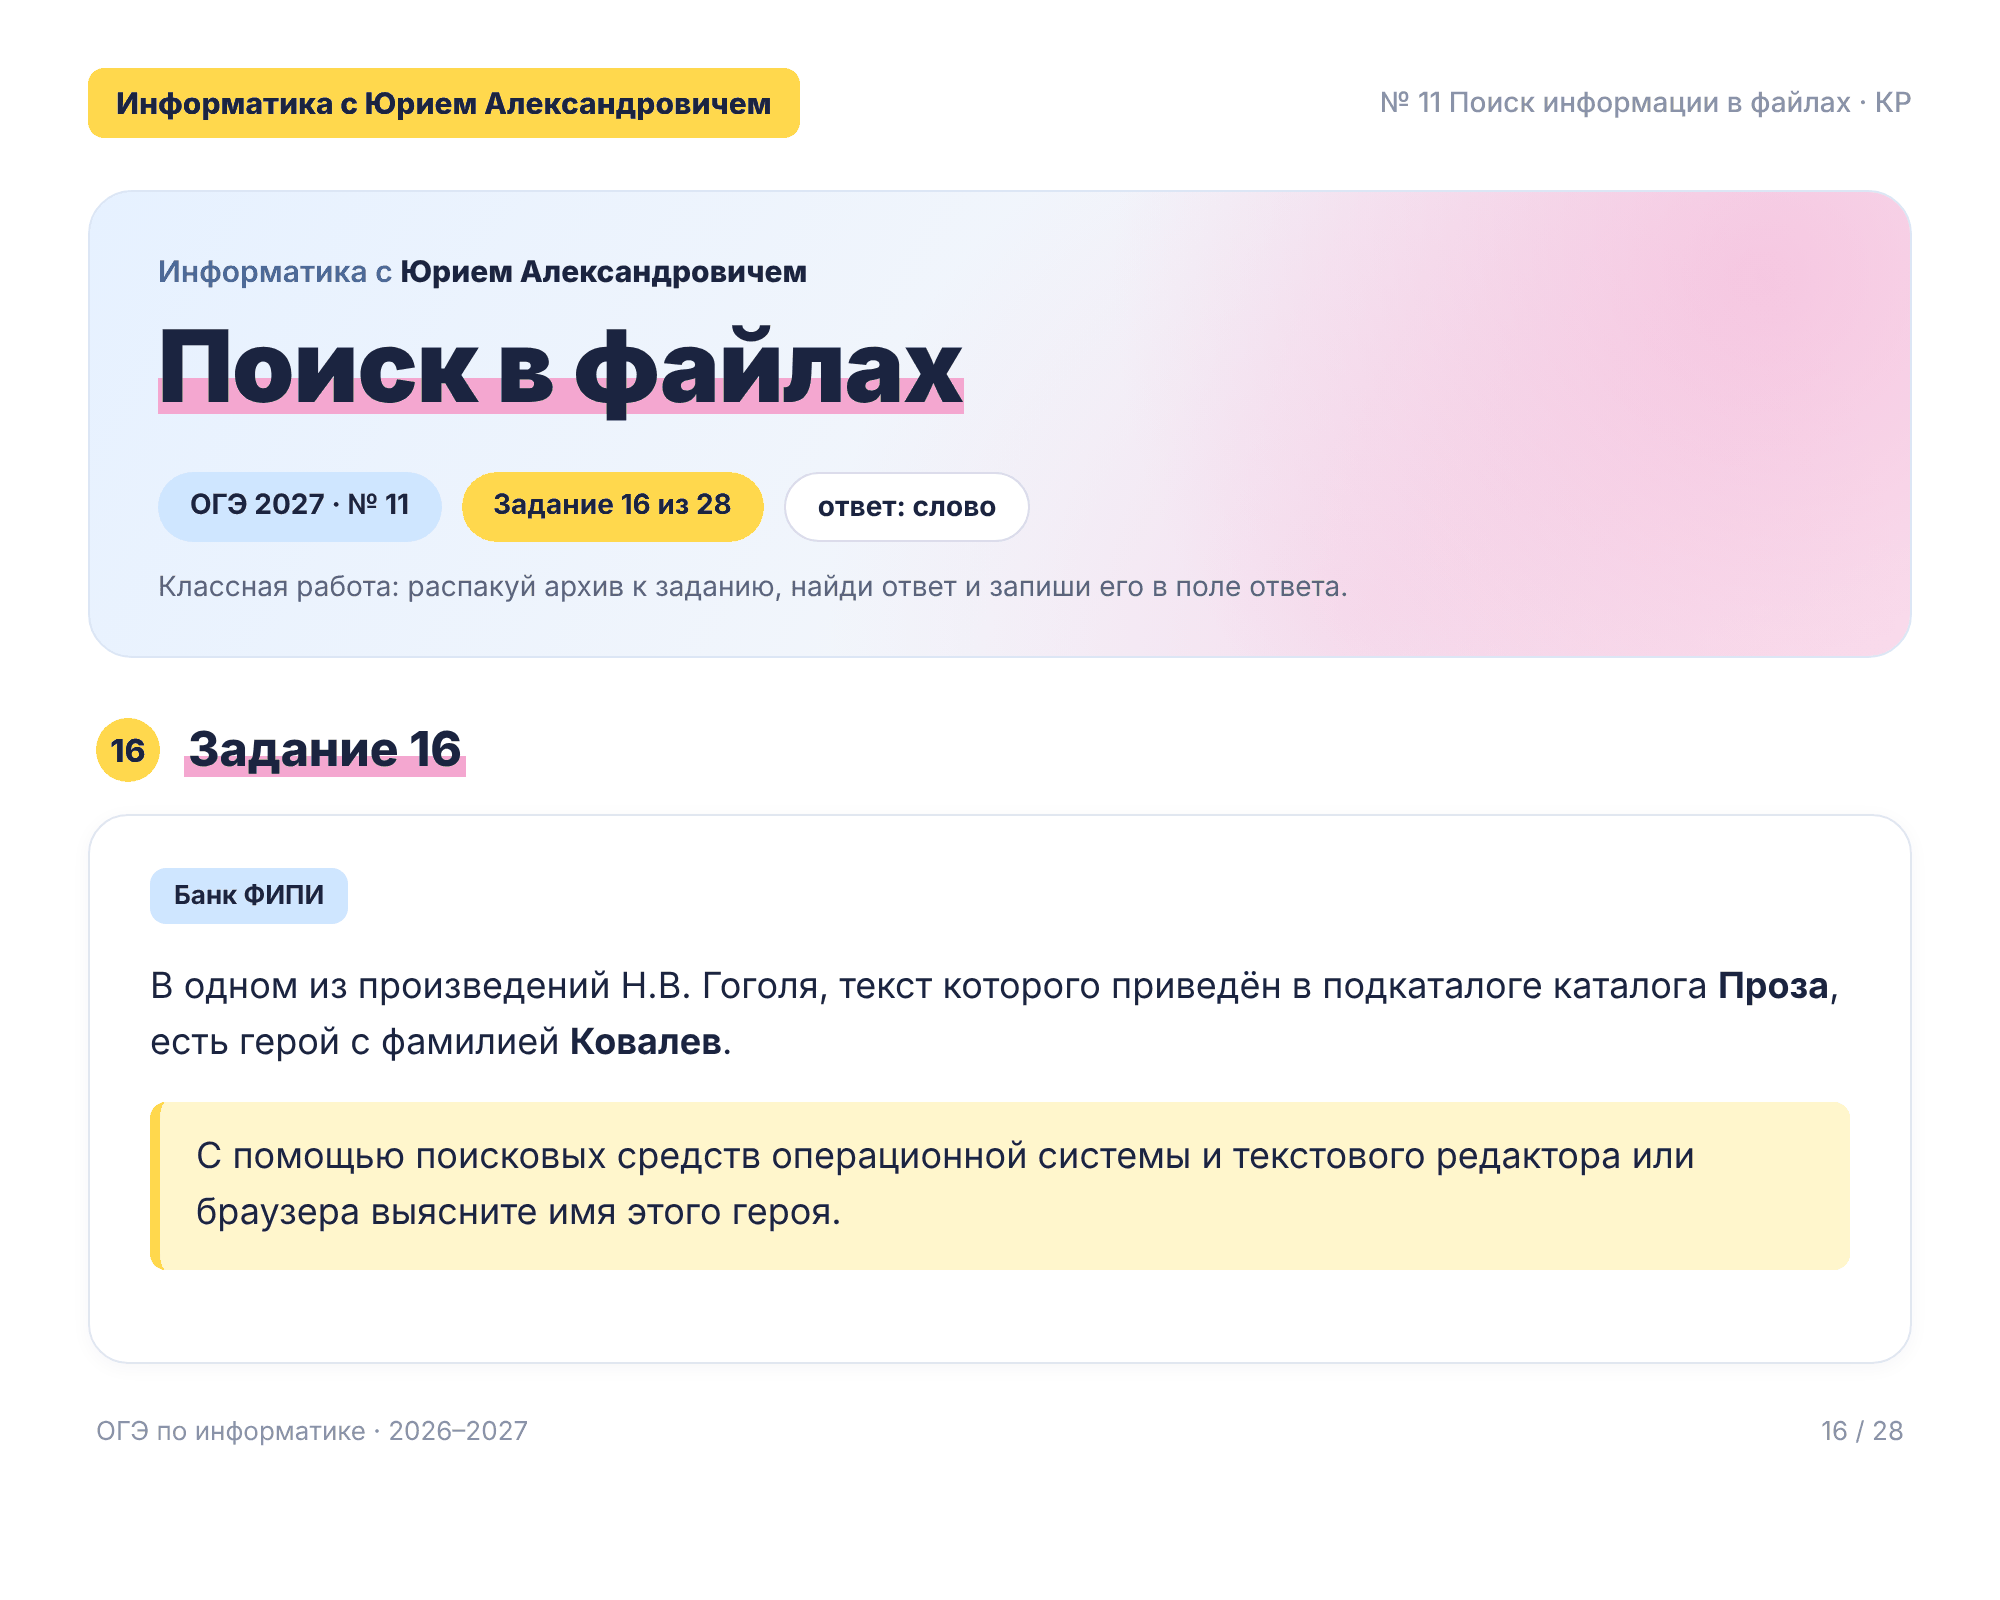 Информатика с Юрием Александровичем
№ 11 Поиск информации в файлах · КР
Информатика с Юрием Александровичем
Поиск в файлах
ОГЭ 2027 · № 11
Задание 16 из 28
ответ: слово
Классная работа: распакуй архив к заданию, найди ответ и запиши его в поле ответа.
16
Задание 16
Банк ФИПИ
В одном из произведений Н.В. Гоголя, текст которого приведён в подкаталоге каталога Проза,
есть герой с фамилией Ковалев.
С помощью поисковых средств операционной системы и текстового редактора или
браузера выясните имя этого героя.
ОГЭ по информатике · 2026–2027
16 / 28